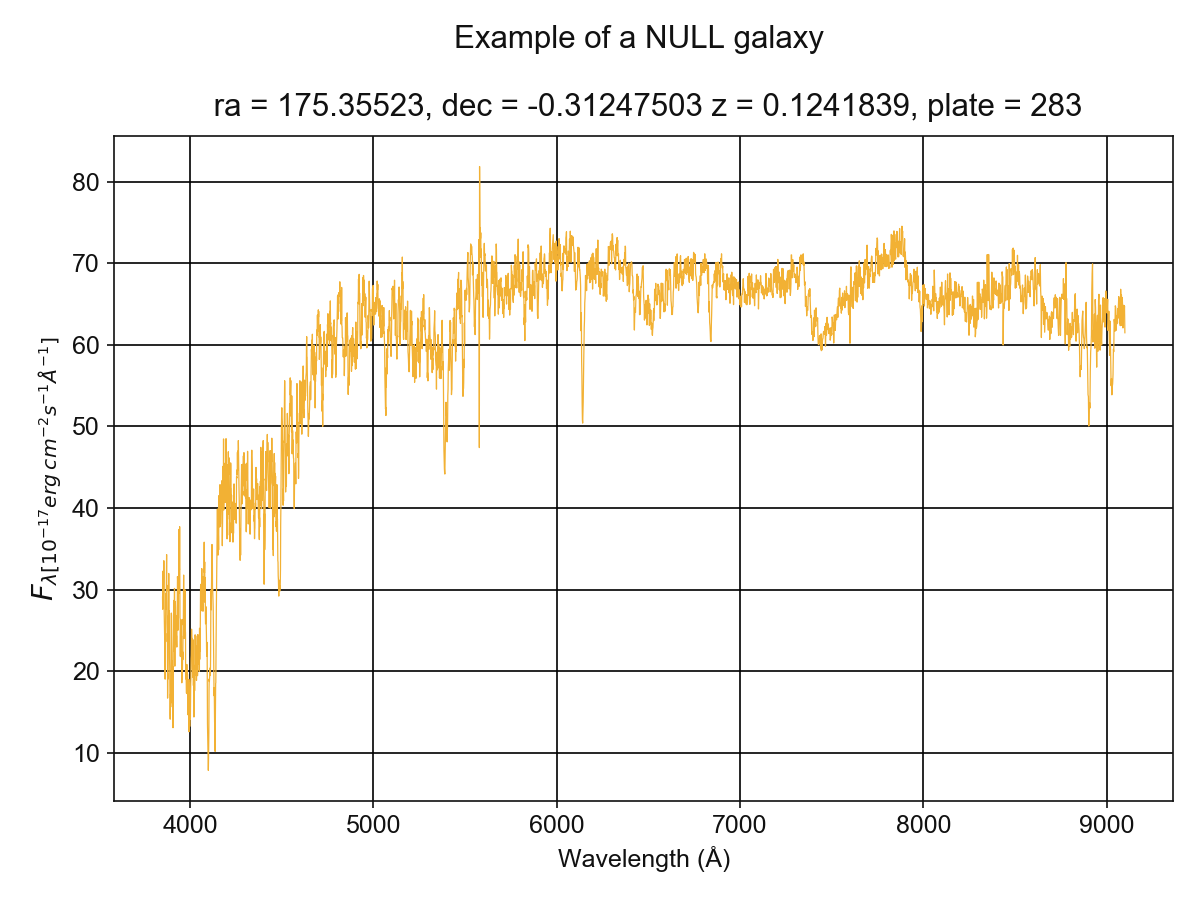 Example of a NULL galaxy
ra = 175.35523, dec = -0.31247503 z = 0.1241839, plate = 283
80
70
60
50
40
30
20
10
F_{λ[10^{−17}erg cm^{−2}s^{−1}Å^{−1}]}
4000 5000 6000 7000 8000 9000
Wavelength (Å)